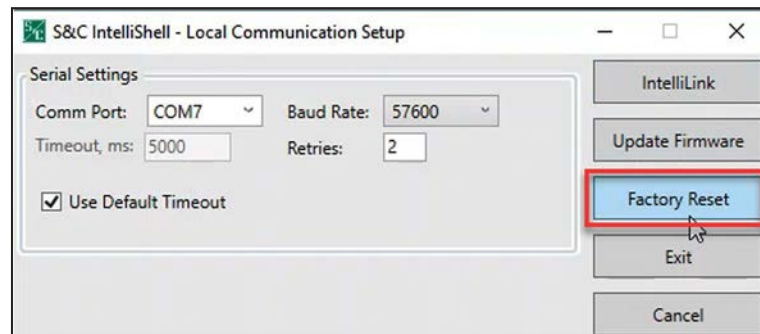 S&C IntelliShell - Local Communication Setup
Serial Settings
Comm Port: COM7 Baud Rate: 57600
Timeout, ms: 5000 Retries: 2
Use Default Timeout
IntelliLink
Update Firmware
Factory Reset
Exit
Cancel